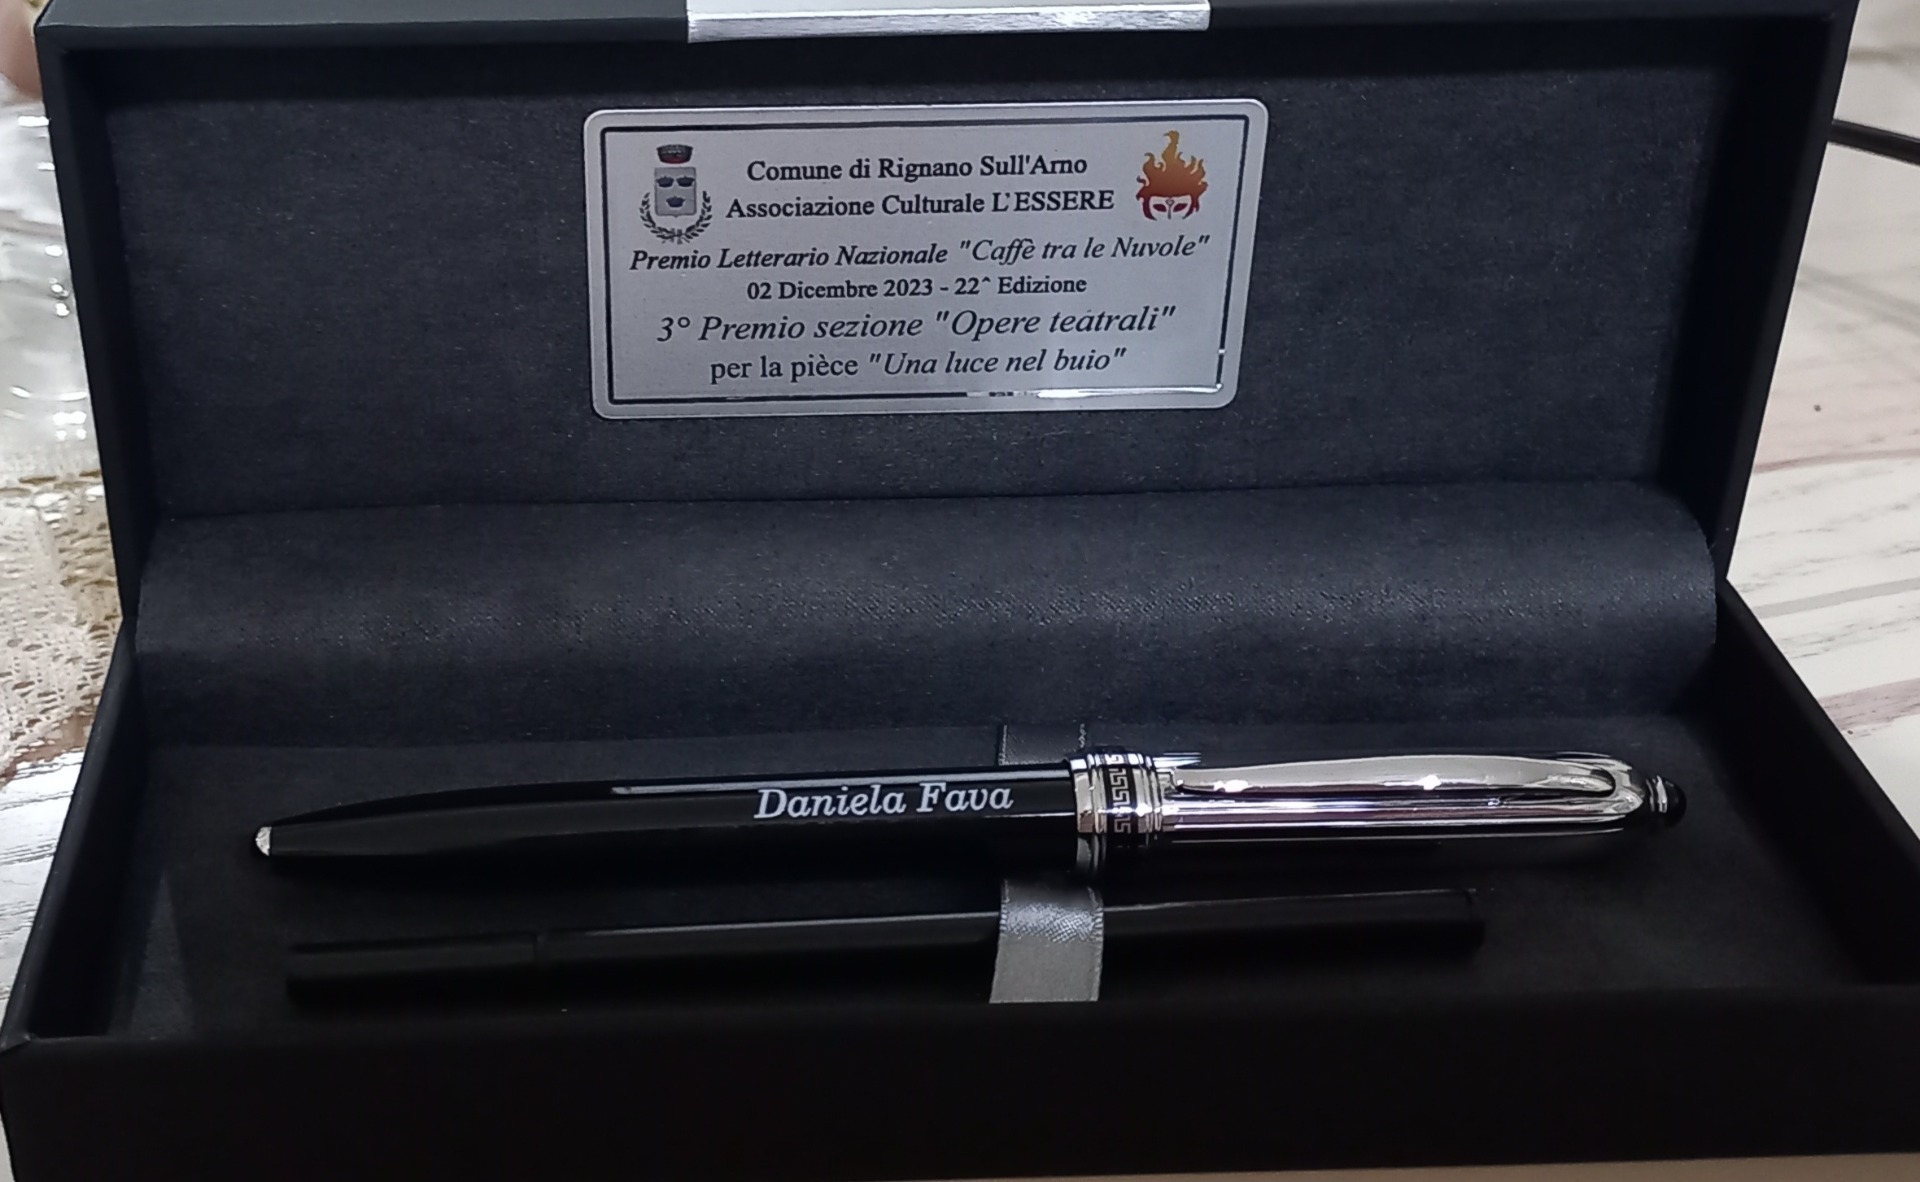 Comune di Rignano Sull'Arno
Associazione Culturale L'ESSERE
Premio Letterario Nazionale "Caffè tra le Nuvole"
02 Dicembre 2023 - 22^ Edizione
3° Premio sezione "Opere teatrali"
per la pièce "Una luce nel buio"
Daniela Fava